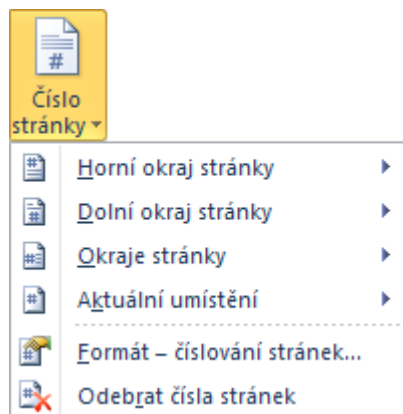 Číslo
stránky
Horní okraj stránky
Dolní okraj stránky
Okraje stránky
Aktuální umístění
Formát – číslování stránek...
Odebrat čísla stránek